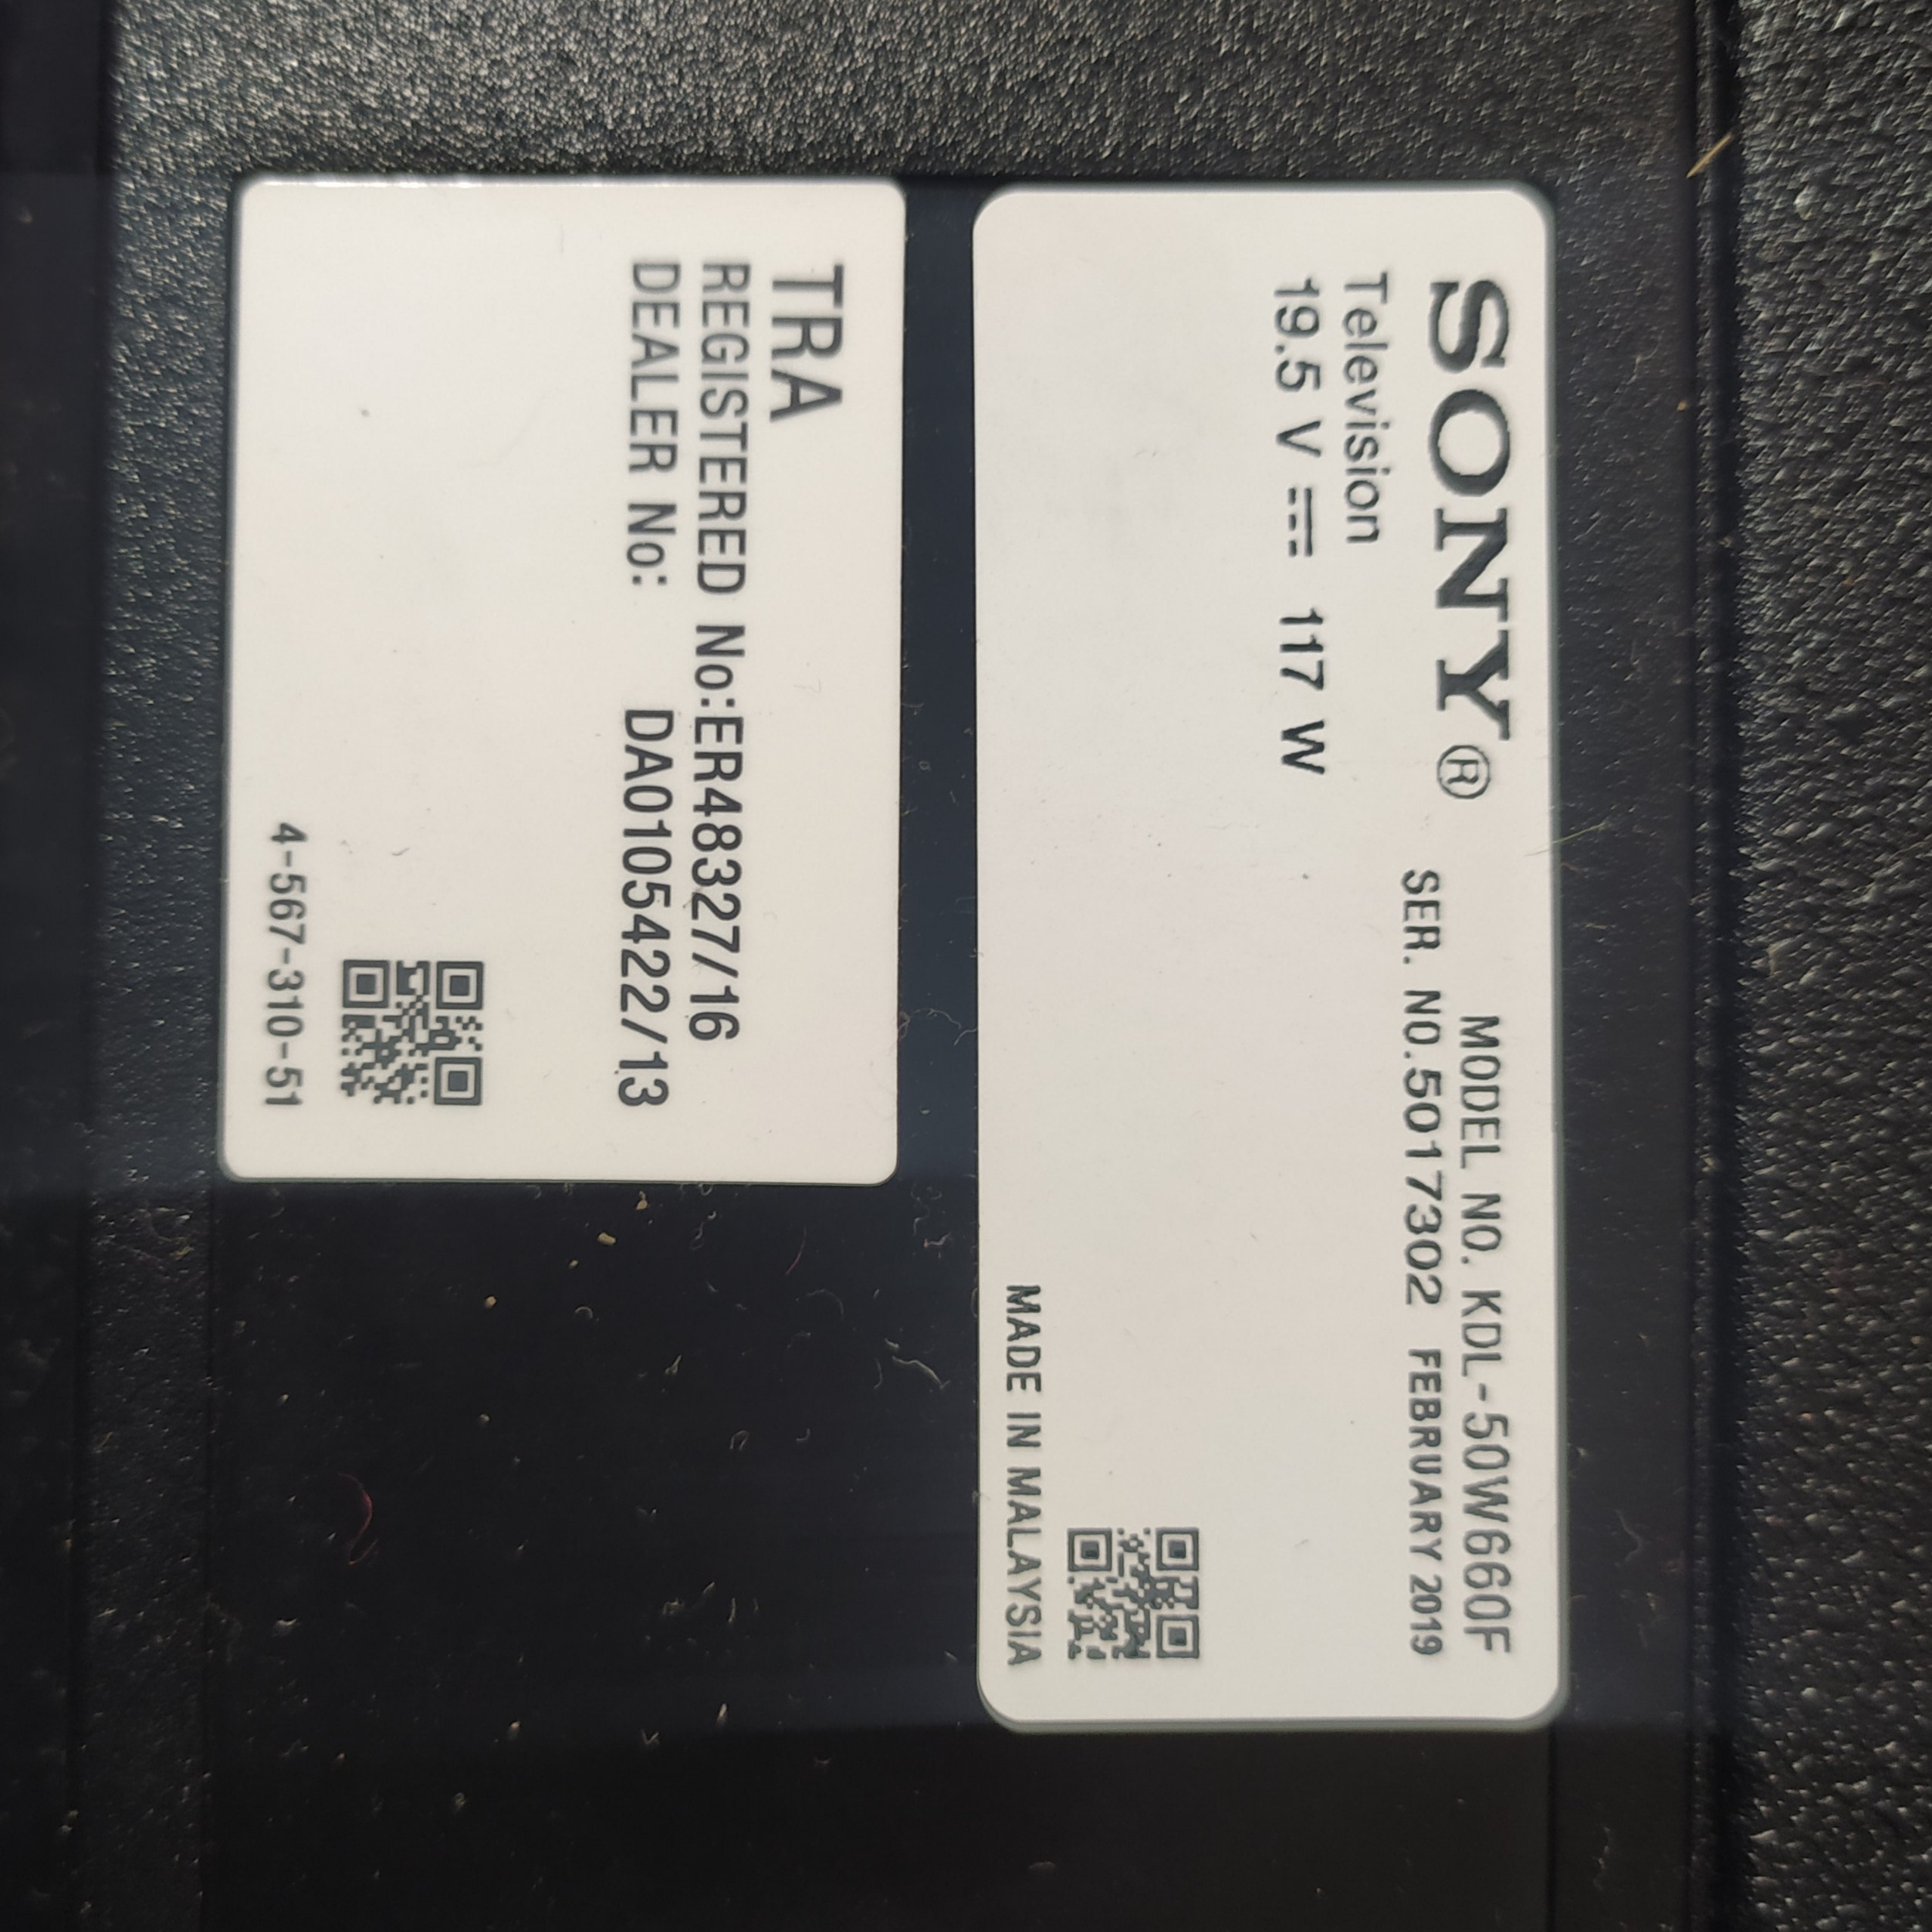 SONY®
MODEL NO. KDL-50W660F
SER. NO.5017302 FEBRUARY 2019
Television
19.5 V ⎓ 117 W
MADE IN MALAYSIA
TRA
REGISTERED No:ER48327/16
DEALER No: DA0105422/13
4-567-310-51